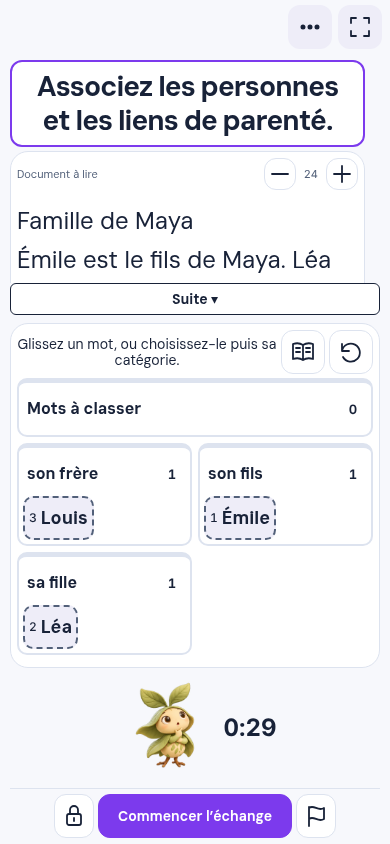 Associez les personnes
et les liens de parenté.
Document à lire
24
Famille de Maya
Émile est le fils de Maya. Léa
Suite ▾
Glissez un mot, ou choisissez-le puis sa
catégorie.
Mots à classer 0
son frère 1
3 Louis
son fils 1
1 Émile
sa fille 1
2 Léa
0:29
Commencer l'échange